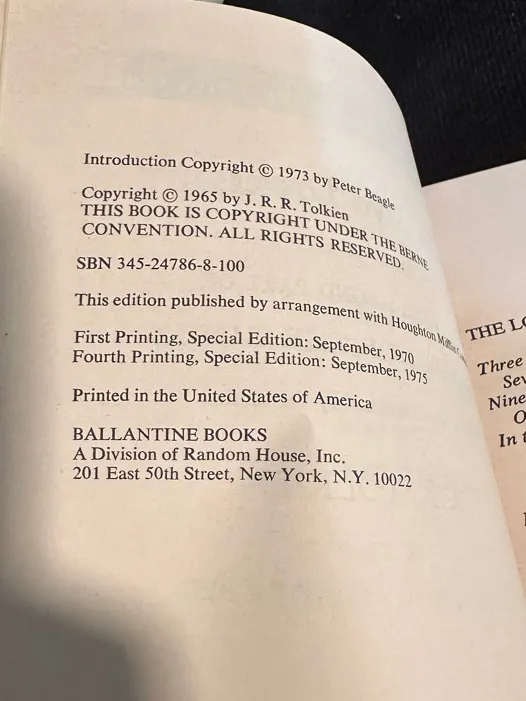 Introduction Copyright © 1973 by Peter Beagle
Copyright © 1965 by J. R. R. Tolkien
THIS BOOK IS COPYRIGHT UNDER THE BERNE
CONVENTION. ALL RIGHTS RESERVED.
SBN 345-24786-8-100
This edition published by arrangement with Houghton Mifflin
First Printing, Special Edition: September, 1970
Fourth Printing, Special Edition: September, 1975
Printed in the United States of America
BALLANTINE BOOKS
A Division of Random House, Inc.
201 East 50th Street, New York, N.Y. 10022
THE
Three
Nine
In